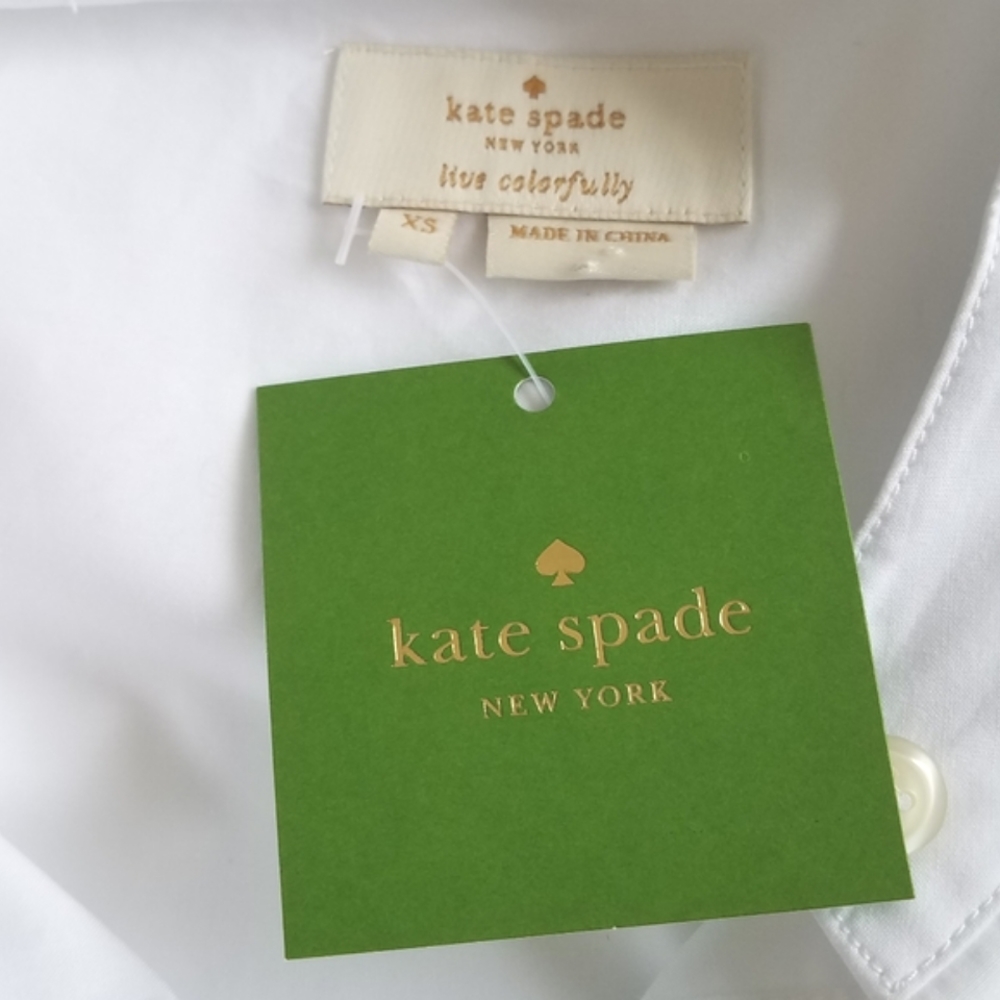 kate spade
NEW YORK
live colorfully
XS
MADE IN CHINA
kate spade
NEW YORK